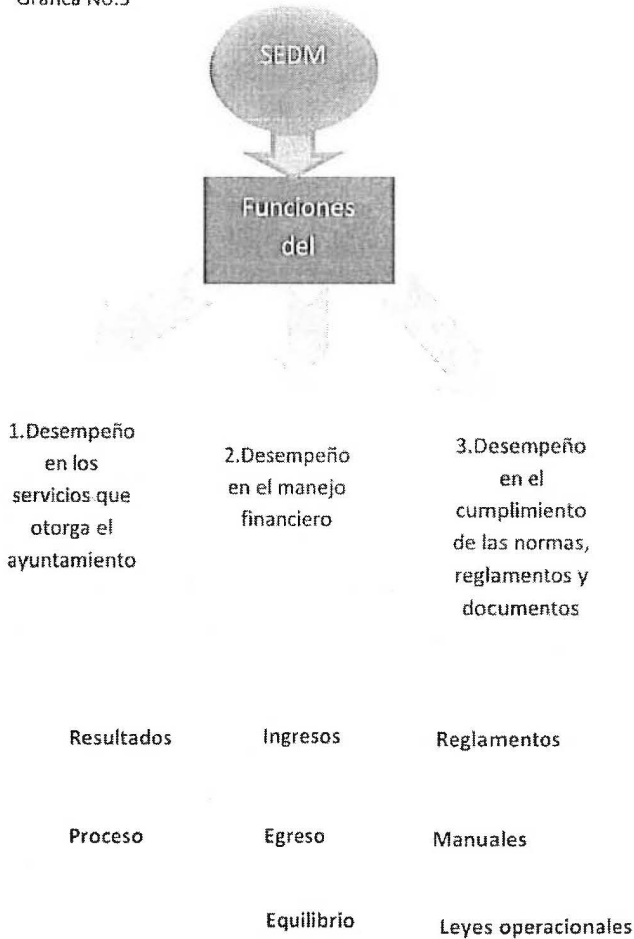 Gráfica No.3
SEDM
Funciones
del
1.Desempeño
en los
servicios que
otorga el
ayuntamiento
2.Desempeño
en el manejo
financiero
3.Desempeño
en el
cumplimiento
de las normas,
reglamentos y
documentos
Resultados Ingresos Reglamentos
Proceso Egreso Manuales
Equilibrio Leyes operacionales